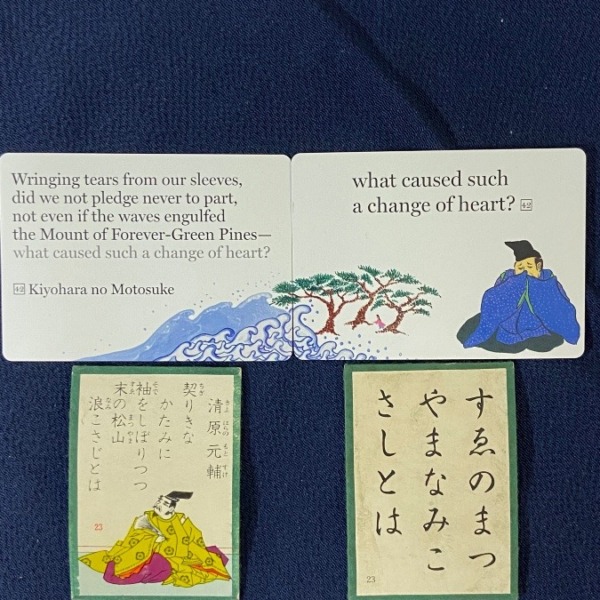 Wringing tears from our sleeves,
did we not pledge never to part,
not even if the waves engulfed
the Mount of Forever-Green Pines—
what caused such a change of heart?
42 Kiyohara no Motosuke
what caused such
a change of heart? 42
清原元輔
契りきな
かたみに
袖をしぼりつつ
末の松山
浪こさじとは
23
すゑのまつ
やまなみこ
さしとは
23